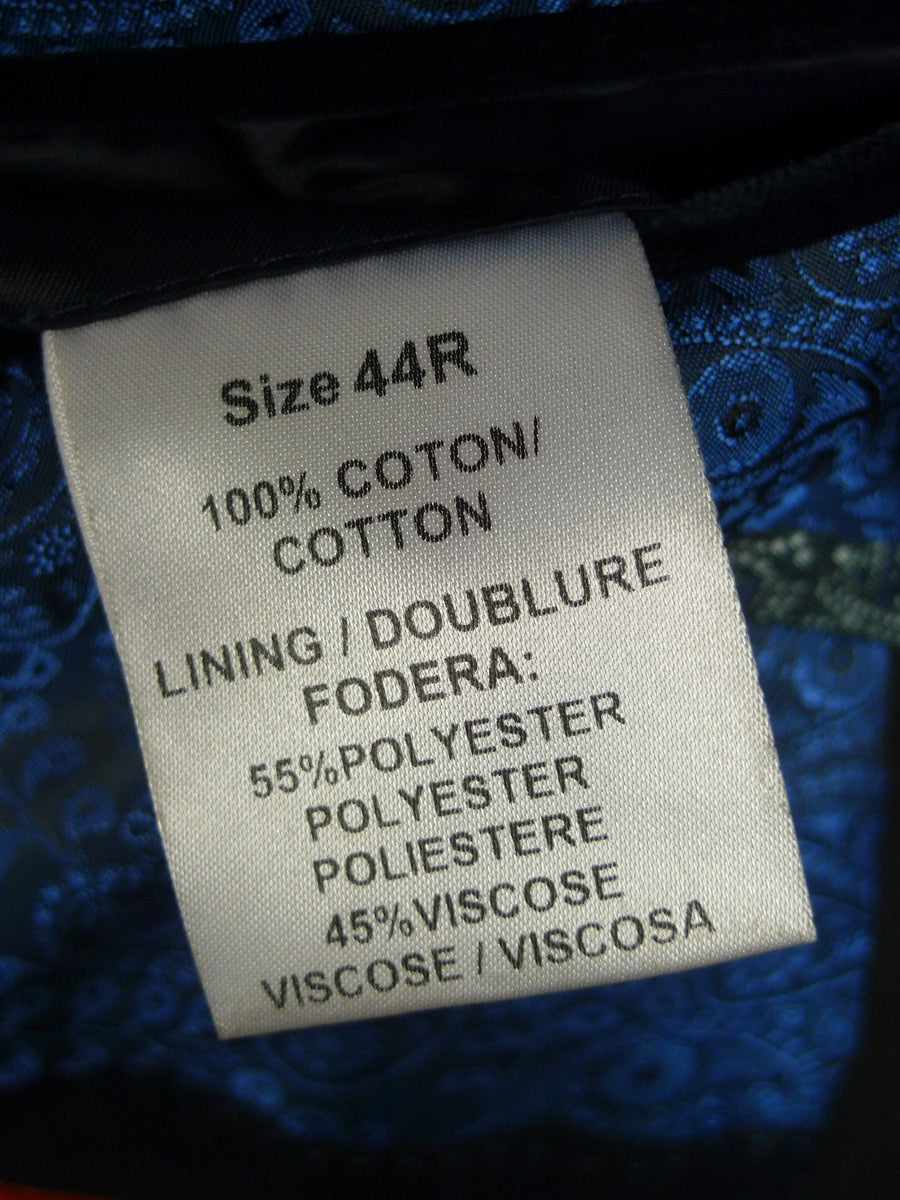 Size 44R
100% COTON/
COTTON
LINING / DOUBLURE
FODERA:
55%POLYESTER
POLYESTER
POLIESTERE
45%VISCOSE
VISCOSE / VISCOSA